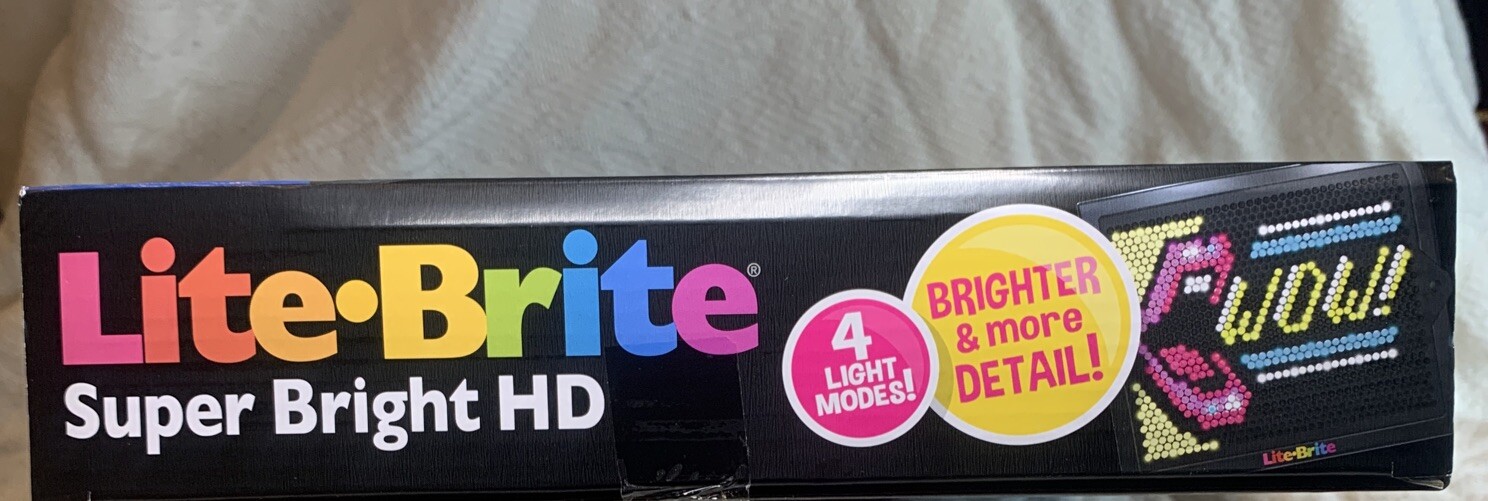 Lite•Brite®
Super Bright HD
4
LIGHT
MODES!
BRIGHTER
& more
DETAIL!
WOW!
Lite•Brite